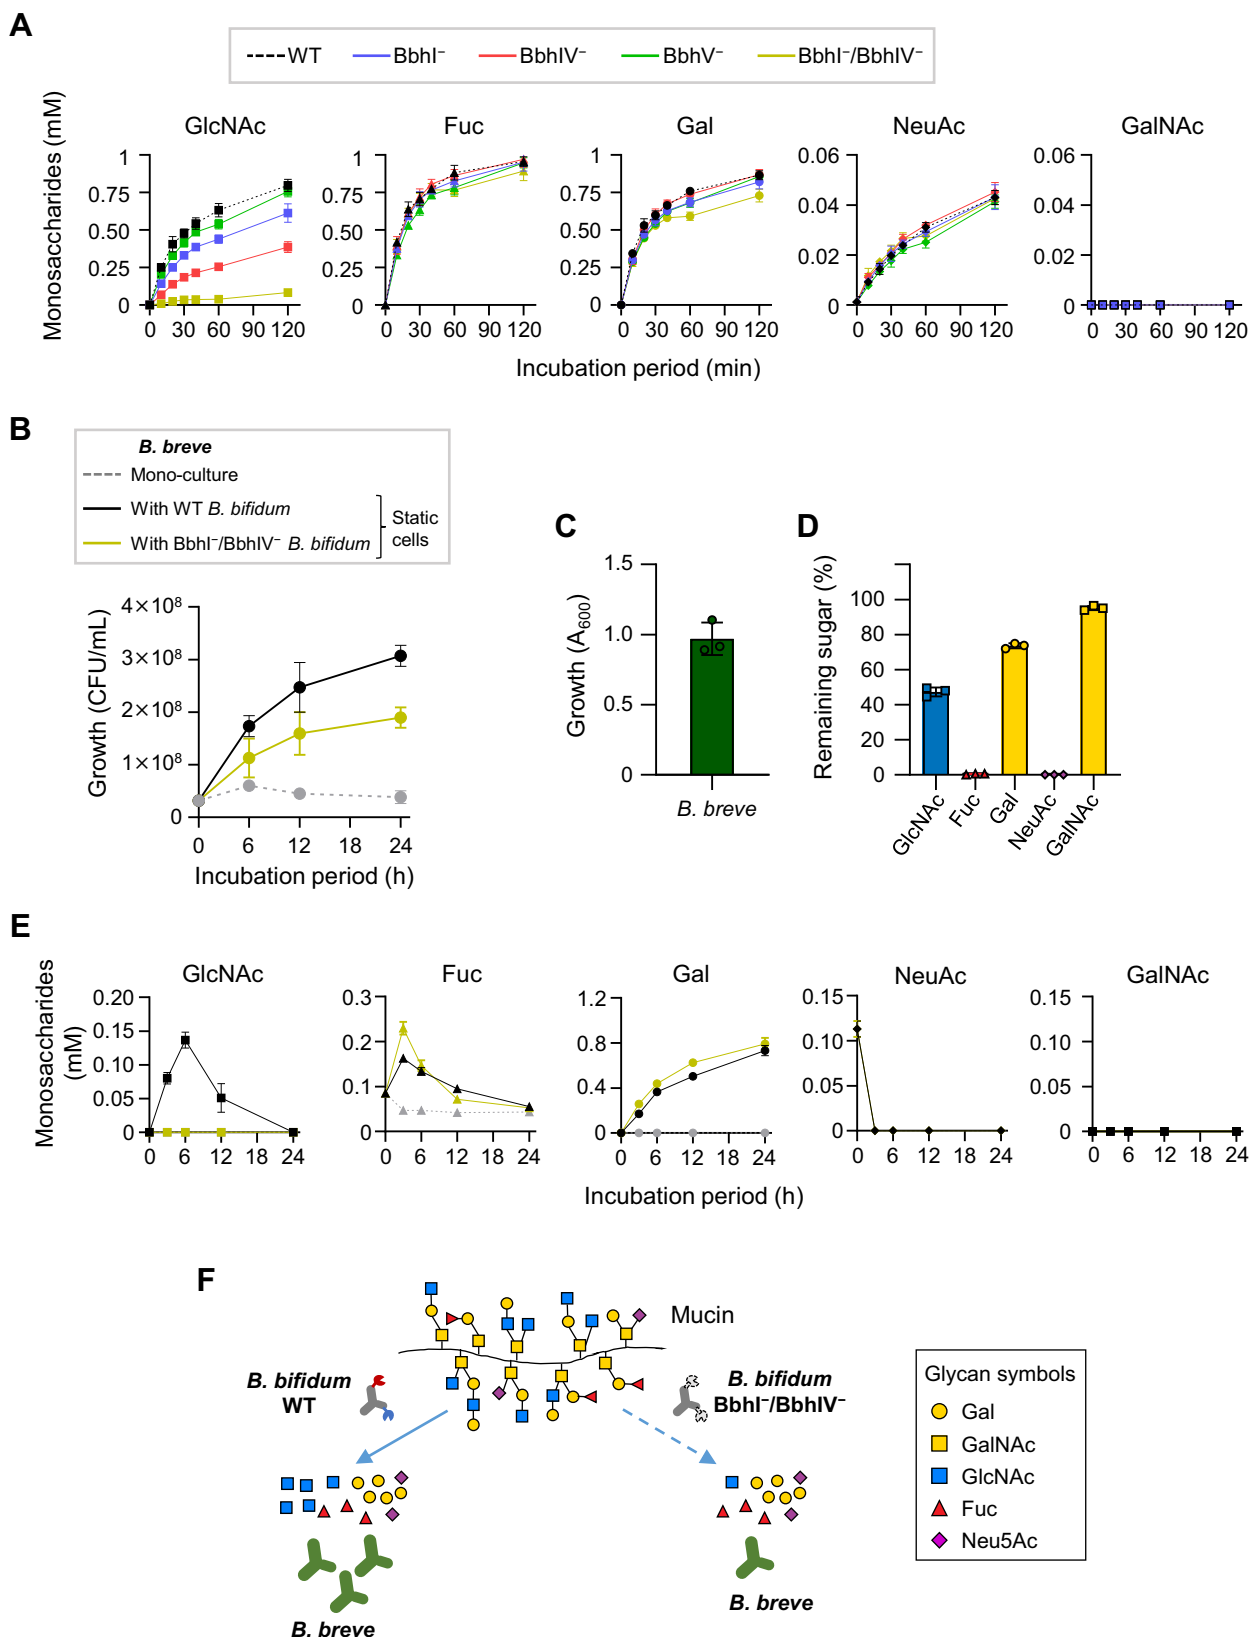 A
WT BbhI⁻ BbhIV⁻ BbhV⁻ BbhI⁻/BbhIV⁻
Monosaccharides (mM)
GlcNAc Fuc Gal NeuAc GalNAc
1 1 1 0.06 0.06
0.75 0.75 0.75 0.04 0.04
0.50 0.50 0.50
0.25 0.25 0.25 0.02 0.02
0 0 0 0 0
0 30 60 90 120 0 30 60 90 120 0 30 60 90 120 0 30 60 90 120 0 30 60 90 120
Incubation period (min)
B
B. breve
Mono-culture
With WT B. bifidum
With BbhI⁻/BbhIV⁻ B. bifidum
Static
cells
Growth (CFU/mL)
4×10⁸
3×10⁸
2×10⁸
1×10⁸
0
0 6 12 18 24
Incubation period (h)
C
Growth (A₆₀₀)
1.5
1.0
0.5
0
B. breve
D
Remaining sugar (%)
100
80
60
40
20
0
GlcNAc Fuc Gal NeuAc GalNAc
E
Monosaccharides
(mM)
GlcNAc Fuc Gal NeuAc GalNAc
0.20 0.3 1.2 0.15 0.15
0.15 0.2 0.8 0.10 0.10
0.10
0.05 0.1 0.4 0.05 0.05
0 0 0 0 0
0 6 12 18 24 0 6 12 18 24 0 6 12 18 24 0 6 12 18 24 0 6 12 18 24
Incubation period (h)
F
Mucin
B. bifidum
WT
B. bifidum
BbhI⁻/BbhIV⁻
B. breve
B. breve
Glycan symbols
Gal
GalNAc
GlcNAc
Fuc
Neu5Ac